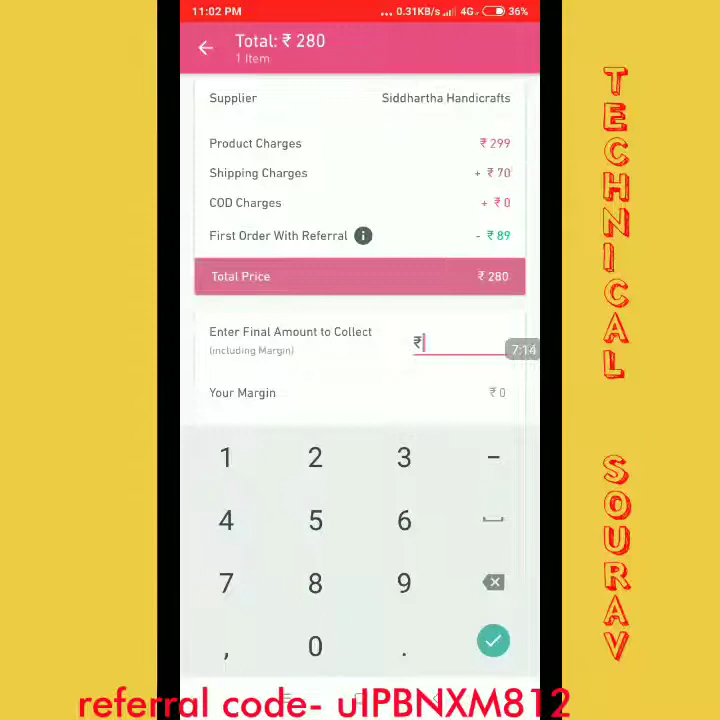 11:02 PM
... 0.31KB/s 4G 36%
Total: ₹ 280
1 Item
Supplier Siddhartha Handicrafts
Product Charges ₹ 299
Shipping Charges + ₹ 70
COD Charges + ₹ 0
First Order With Referral i - ₹ 89
Total Price ₹ 280
Enter Final Amount to Collect ₹
(including Margin)
7:14
Your Margin ₹ 0
1 2 3 -
4 5 6
7 8 9
, 0 .
referral code- uIPBNXM812
TECHNICAL
SOURAV